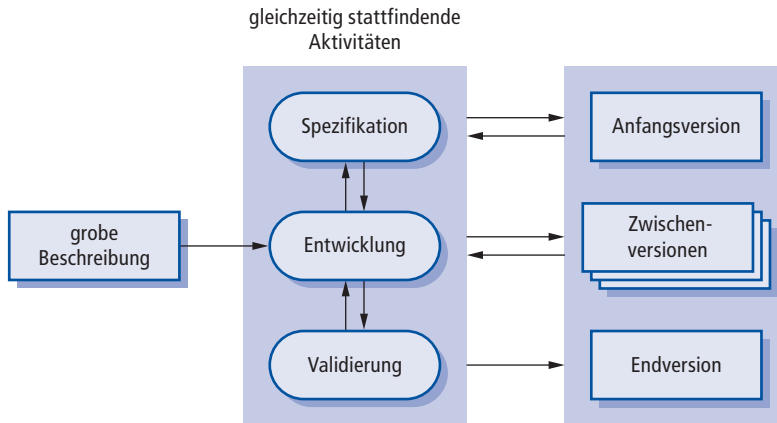 gleichzeitig stattfindende
Aktivitäten
Spezifikation
Anfangsversion
grobe
Beschreibung
Entwicklung
Zwischen-
versionen
Validierung
Endversion